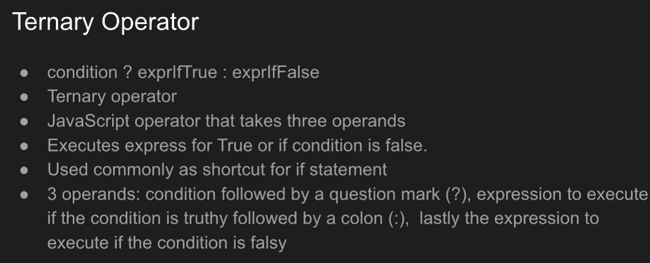 Ternary Operator
● condition ? exprIfTrue : exprIfFalse
● Ternary operator
● JavaScript operator that takes three operands
● Executes express for True or if condition is false.
● Used commonly as shortcut for if statement
● 3 operands: condition followed by a question mark (?), expression to execute
if the condition is truthy followed by a colon (:),  lastly the expression to
execute if the condition is falsy